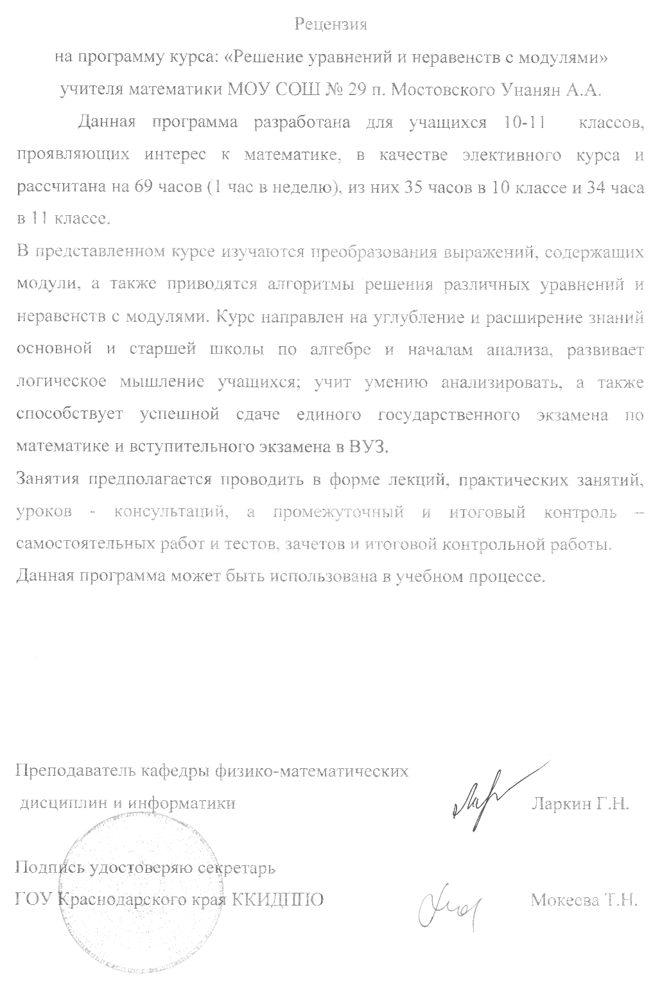 Рецензия
на программу курса: «Решение уравнений и неравенств с модулями»
учителя математики МОУ СОШ № 29 п. Мостовского Унанян А.А.
Данная программа разработана для учащихся 10-11 классов,
проявляющих интерес к математике, в качестве элективного курса и
рассчитана на 69 часов (1 час в неделю), из них 35 часов в 10 классе и 34 часа
в 11 классе.
В представленном курсе изучаются преобразования выражений, содержащих
модули, а также приводятся алгоритмы решения различных уравнений и
неравенств с модулями. Курс направлен на углубление и расширение знаний
основной и старшей школы по алгебре и началам анализа, развивает
логическое мышление учащихся; учит умению анализировать, а также
способствует успешной сдаче единого государственного экзамена по
математике и вступительного экзамена в ВУЗ.
Занятия предполагается проводить в форме лекций, практических занятий,
уроков - консультаций, а промежуточный и итоговый контроль –
самостоятельных работ и тестов, зачетов и итоговой контрольной работы.
Данная программа может быть использована в учебном процессе.
Преподаватель кафедры физико-математических
дисциплин и информатики Ларкин Г.Н.
Подпись удостоверяю секретарь
ГОУ Краснодарского края ККИДППО Мокеева Т.Н.